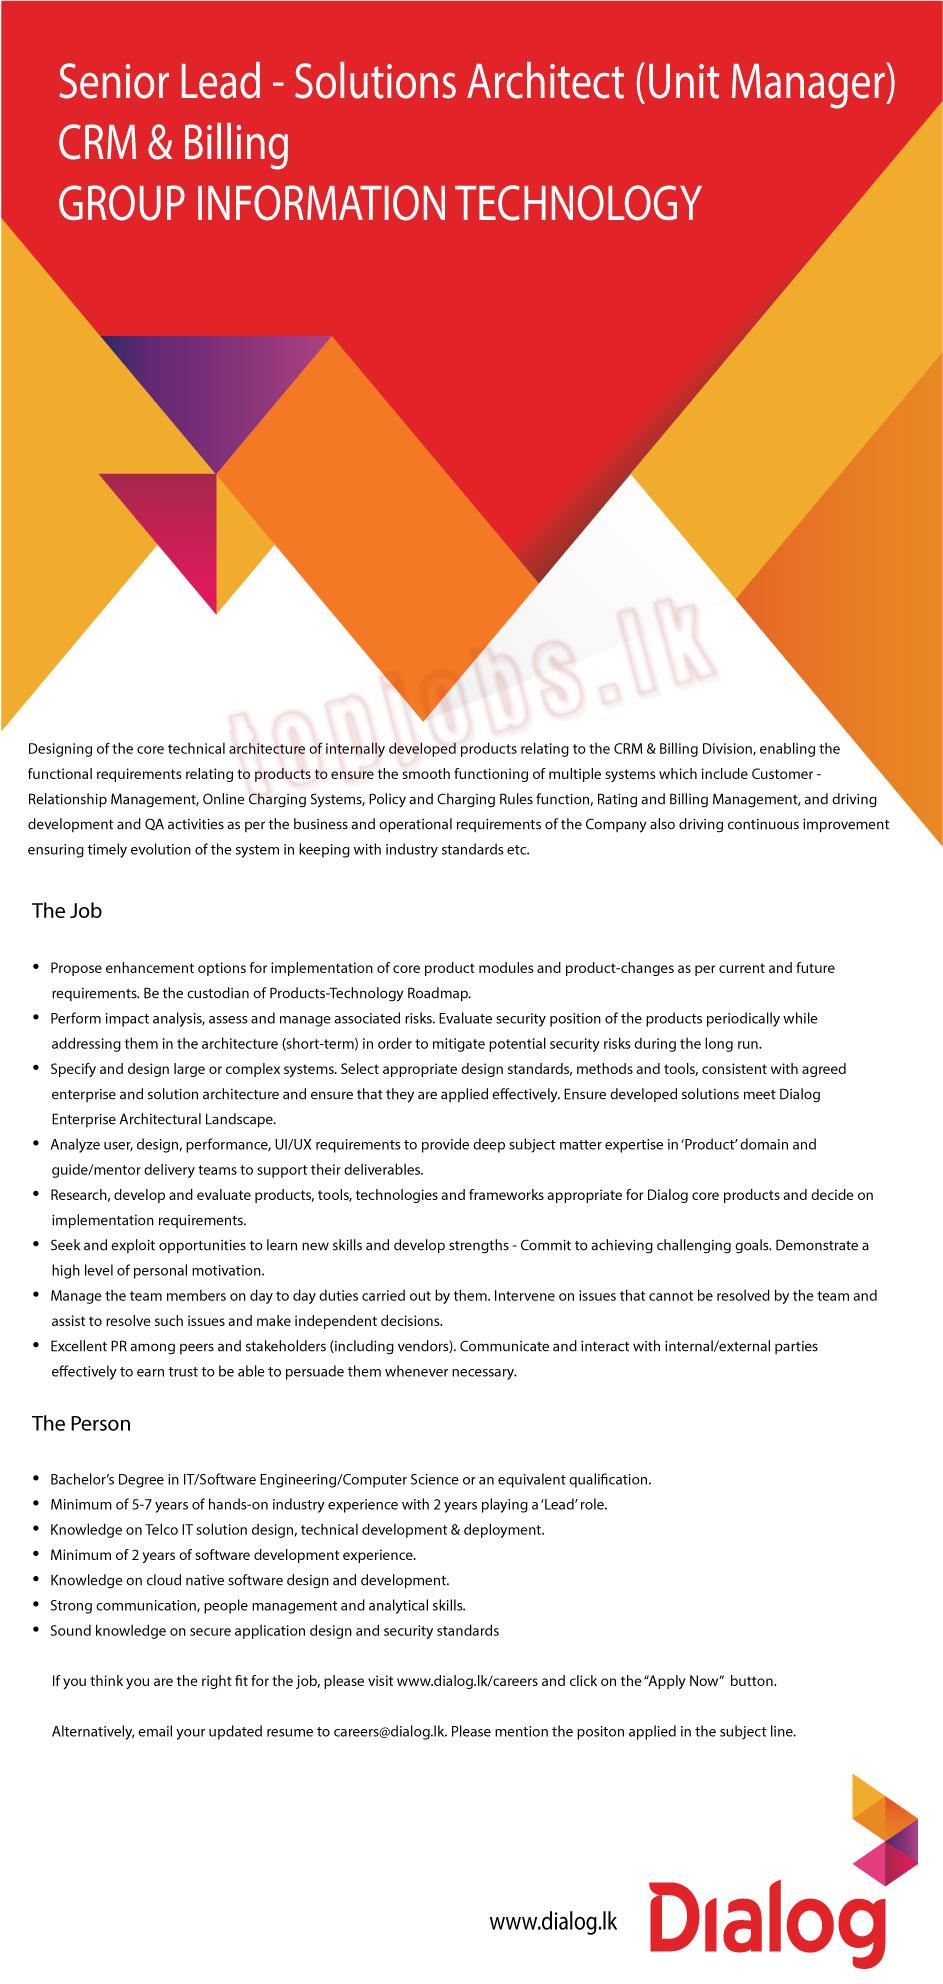 Senior Lead - Solutions Architect (Unit Manager)
CRM & Billing
GROUP INFORMATION TECHNOLOGY
topjobs.lk
Designing of the core technical architecture of internally developed products relating to the CRM & Billing Division, enabling the
functional requirements relating to products to ensure the smooth functioning of multiple systems which include Customer -
Relationship Management, Online Charging Systems, Policy and Charging Rules function, Rating and Billing Management, and driving
development and QA activities as per the business and operational requirements of the Company also driving continuous improvement
ensuring timely evolution of the system in keeping with industry standards etc.
The Job
• Propose enhancement options for implementation of core product modules and product-changes as per current and future
requirements. Be the custodian of Products-Technology Roadmap.
• Perform impact analysis, assess and manage associated risks. Evaluate security position of the products periodically while
addressing them in the architecture (short-term) in order to mitigate potential security risks during the long run.
• Specify and design large or complex systems. Select appropriate design standards, methods and tools, consistent with agreed
enterprise and solution architecture and ensure that they are applied effectively. Ensure developed solutions meet Dialog
Enterprise Architectural Landscape.
• Analyze user, design, performance, UI/UX requirements to provide deep subject matter expertise in ‘Product’ domain and
guide/mentor delivery teams to support their deliverables.
• Research, develop and evaluate products, tools, technologies and frameworks appropriate for Dialog core products and decide on
implementation requirements.
• Seek and exploit opportunities to learn new skills and develop strengths - Commit to achieving challenging goals. Demonstrate a
high level of personal motivation.
• Manage the team members on day to day duties carried out by them. Intervene on issues that cannot be resolved by the team and
assist to resolve such issues and make independent decisions.
• Excellent PR among peers and stakeholders (including vendors). Communicate and interact with internal/external parties
effectively to earn trust to be able to persuade them whenever necessary.
The Person
• Bachelor’s Degree in IT/Software Engineering/Computer Science or an equivalent qualification.
• Minimum of 5-7 years of hands-on industry experience with 2 years playing a ‘Lead’ role.
• Knowledge on Telco IT solution design, technical development & deployment.
• Minimum of 2 years of software development experience.
• Knowledge on cloud native software design and development.
• Strong communication, people management and analytical skills.
• Sound knowledge on secure application design and security standards
If you think you are the right fit for the job, please visit www.dialog.lk/careers and click on the “Apply Now” button.
Alternatively, email your updated resume to careers@dialog.lk. Please mention the positon applied in the subject line.
www.dialog.lk
Dialog